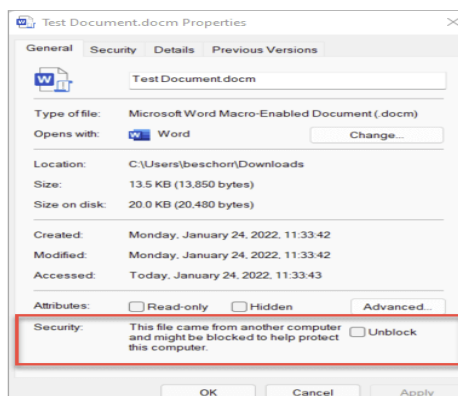 Test Document.docm Properties
General Security Details Previous Versions
Test Document.docm
Type of file: Microsoft Word Macro-Enabled Document (.docm)
Opens with: Word Change...
Location: C:\Users\beschorr\Downloads
Size: 13.5 KB (13,850 bytes)
Size on disk: 20.0 KB (20,480 bytes)
Created: Monday, January 24, 2022, 11:33:42
Modified: Monday, January 24, 2022, 11:33:42
Accessed: Today, January 24, 2022, 11:33:43
Attributes: Read-only Hidden Advanced...
Security: This file came from another computer Unblock
and might be blocked to help protect
this computer.
OK Cancel Apply